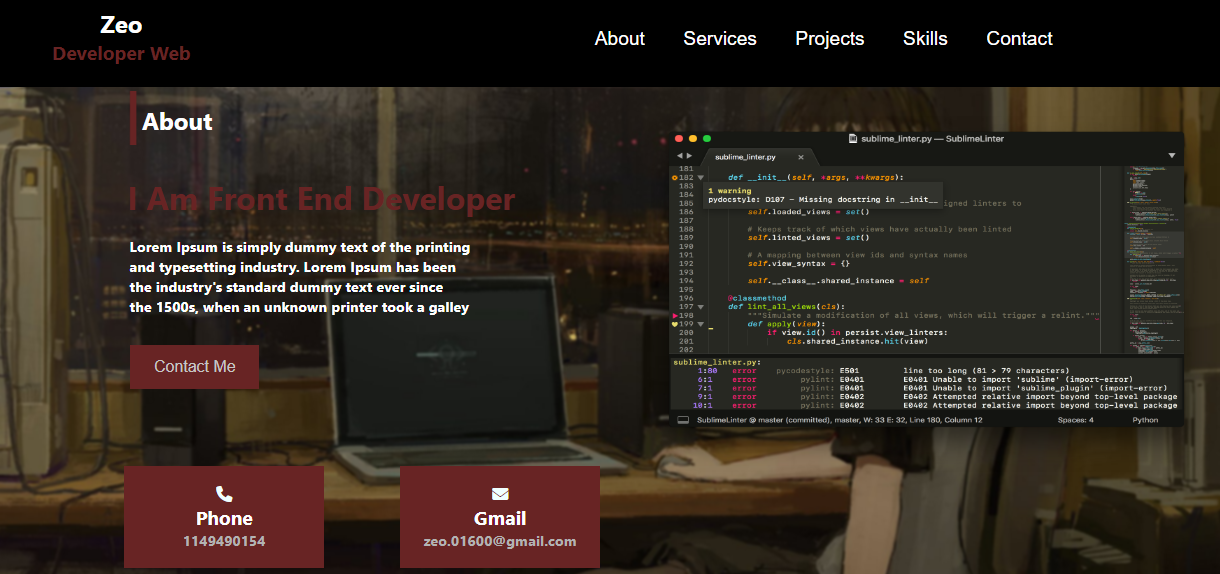 Zeo
Developer Web
About Services Projects Skills Contact
About
I Am Front End Developer
Lorem Ipsum is simply dummy text of the printing
and typesetting industry. Lorem Ipsum has been
the industry's standard dummy text ever since
the 1500s, when an unknown printer took a galley
Contact Me
Phone
1149490154
Gmail
zeo.01600@gmail.com
sublime_linter.py — SublimeLinter
sublime_linter.py ×
181
182 def __init__(self, *args, **kwargs):
183
1 warning
184
pydocstyle: D107 – Missing docstring in __init__
185 igned linters to
186 self.loaded_views = set()
187
188 # Keeps track of which views have actually been linted
189 self.linted_views = set()
190
191 # A mapping between view ids and syntax names
192 self.view_syntax = {}
193
194 self.__class__.shared_instance = self
195
196 @classmethod
197 def lint_all_views(cls):
198 """Simulate a modification of all views, which will trigger a relint."""
199 def apply(view):
200 if view.id() in persist.view_linters:
201 cls.shared_instance.hit(view)
202
sublime_linter.py:
1:80 error pycodestyle: E501 line too long (81 > 79 characters)
6:1 error pylint: E0401 E0401 Unable to import 'sublime' (import-error)
7:1 error pylint: E0401 E0401 Unable to import 'sublime_plugin' (import-error)
9:1 error pylint: E0402 E0402 Attempted relative import beyond top-level package
10:1 error pylint: E0402 E0402 Attempted relative import beyond top-level package
SublimeLinter @ master (committed), master, W: 33 E: 32, Line 180, Column 12 Spaces: 4 Python